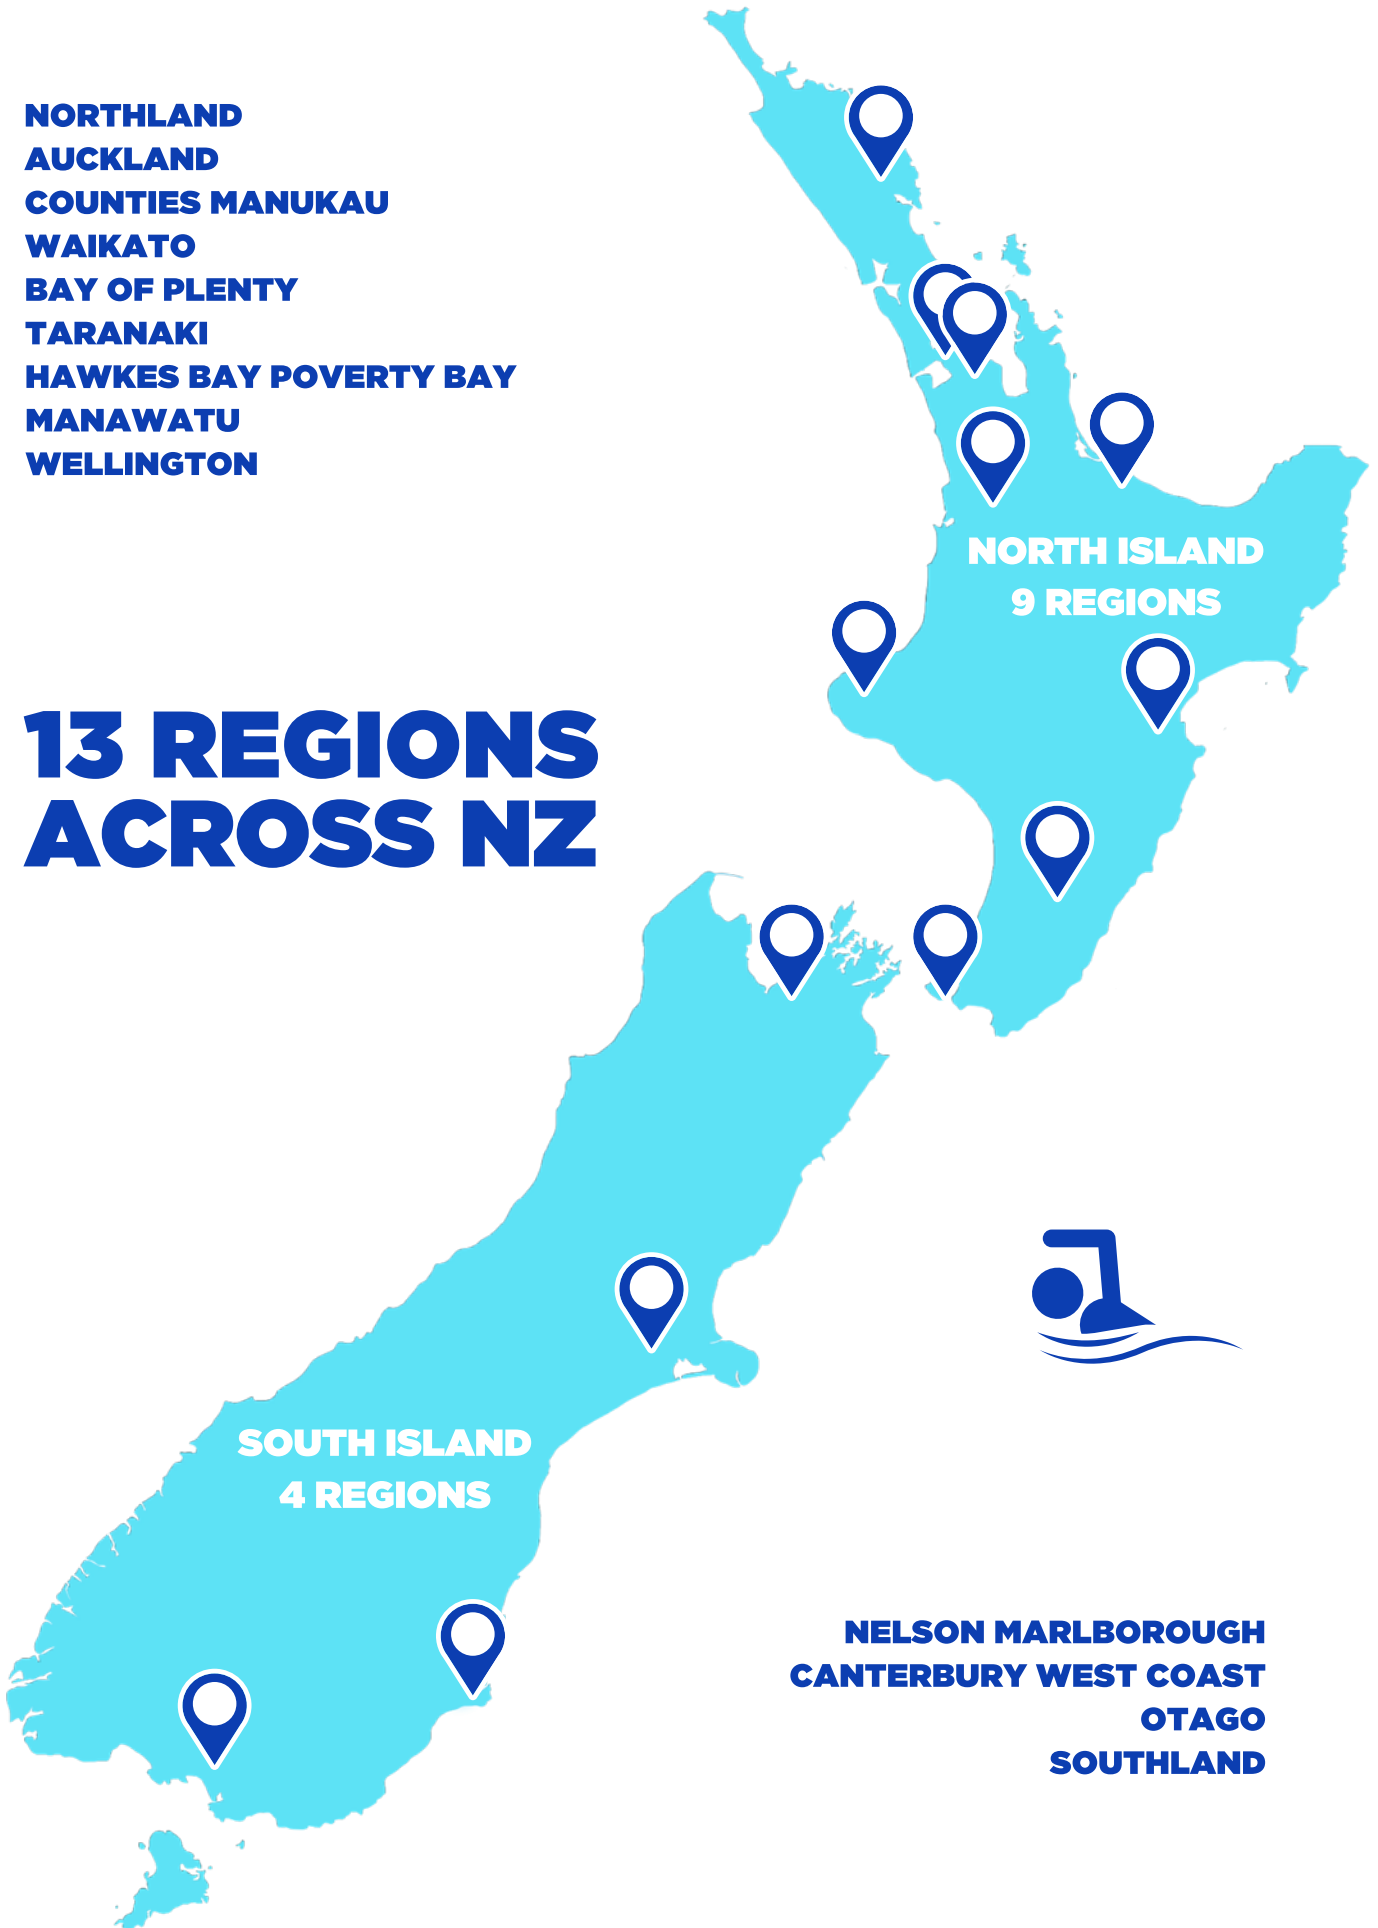 NORTHLAND
AUCKLAND
COUNTIES MANUKAU
WAIKATO
BAY OF PLENTY
TARANAKI
HAWKES BAY POVERTY BAY
MANAWATU
WELLINGTON
NORTH ISLAND
9 REGIONS
13 REGIONS
ACROSS NZ
SOUTH ISLAND
4 REGIONS
NELSON MARLBOROUGH
CANTERBURY WEST COAST
OTAGO
SOUTHLAND